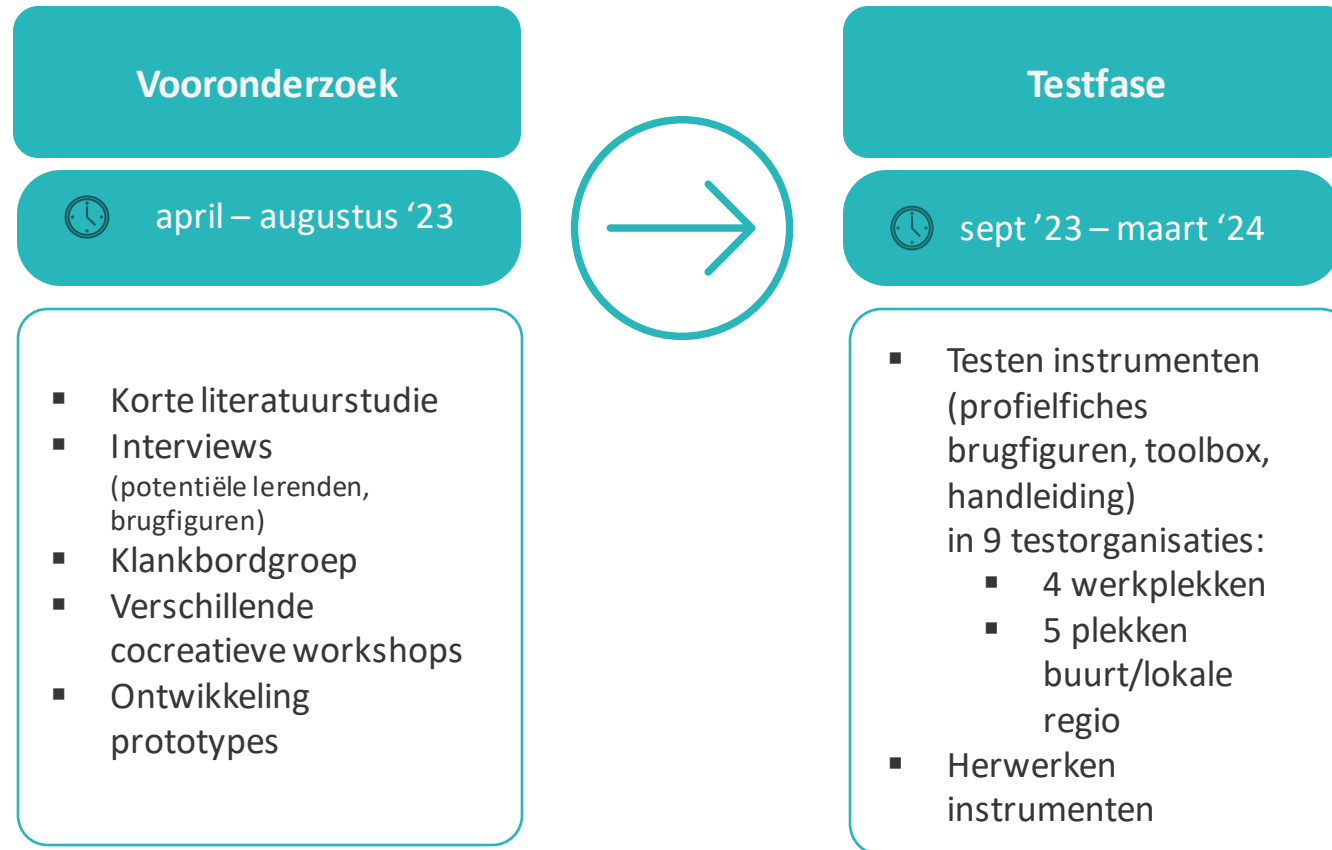 Vooronderzoek
april – augustus ‘23
▪ Korte literatuurstudie
▪ Interviews
(potentiële lerenden,
brugfiguren)
▪ Klankbordgroep
▪ Verschillende
cocreatieve workshops
▪ Ontwikkeling
prototypes
Testfase
sept ’23 – maart ‘24
▪ Testen instrumenten
(profielfiches
brugfiguren, toolbox,
handleiding)
in 9 testorganisaties:
▪ 4 werkplekken
▪ 5 plekken
buurt/lokale
regio
▪ Herwerken
instrumenten